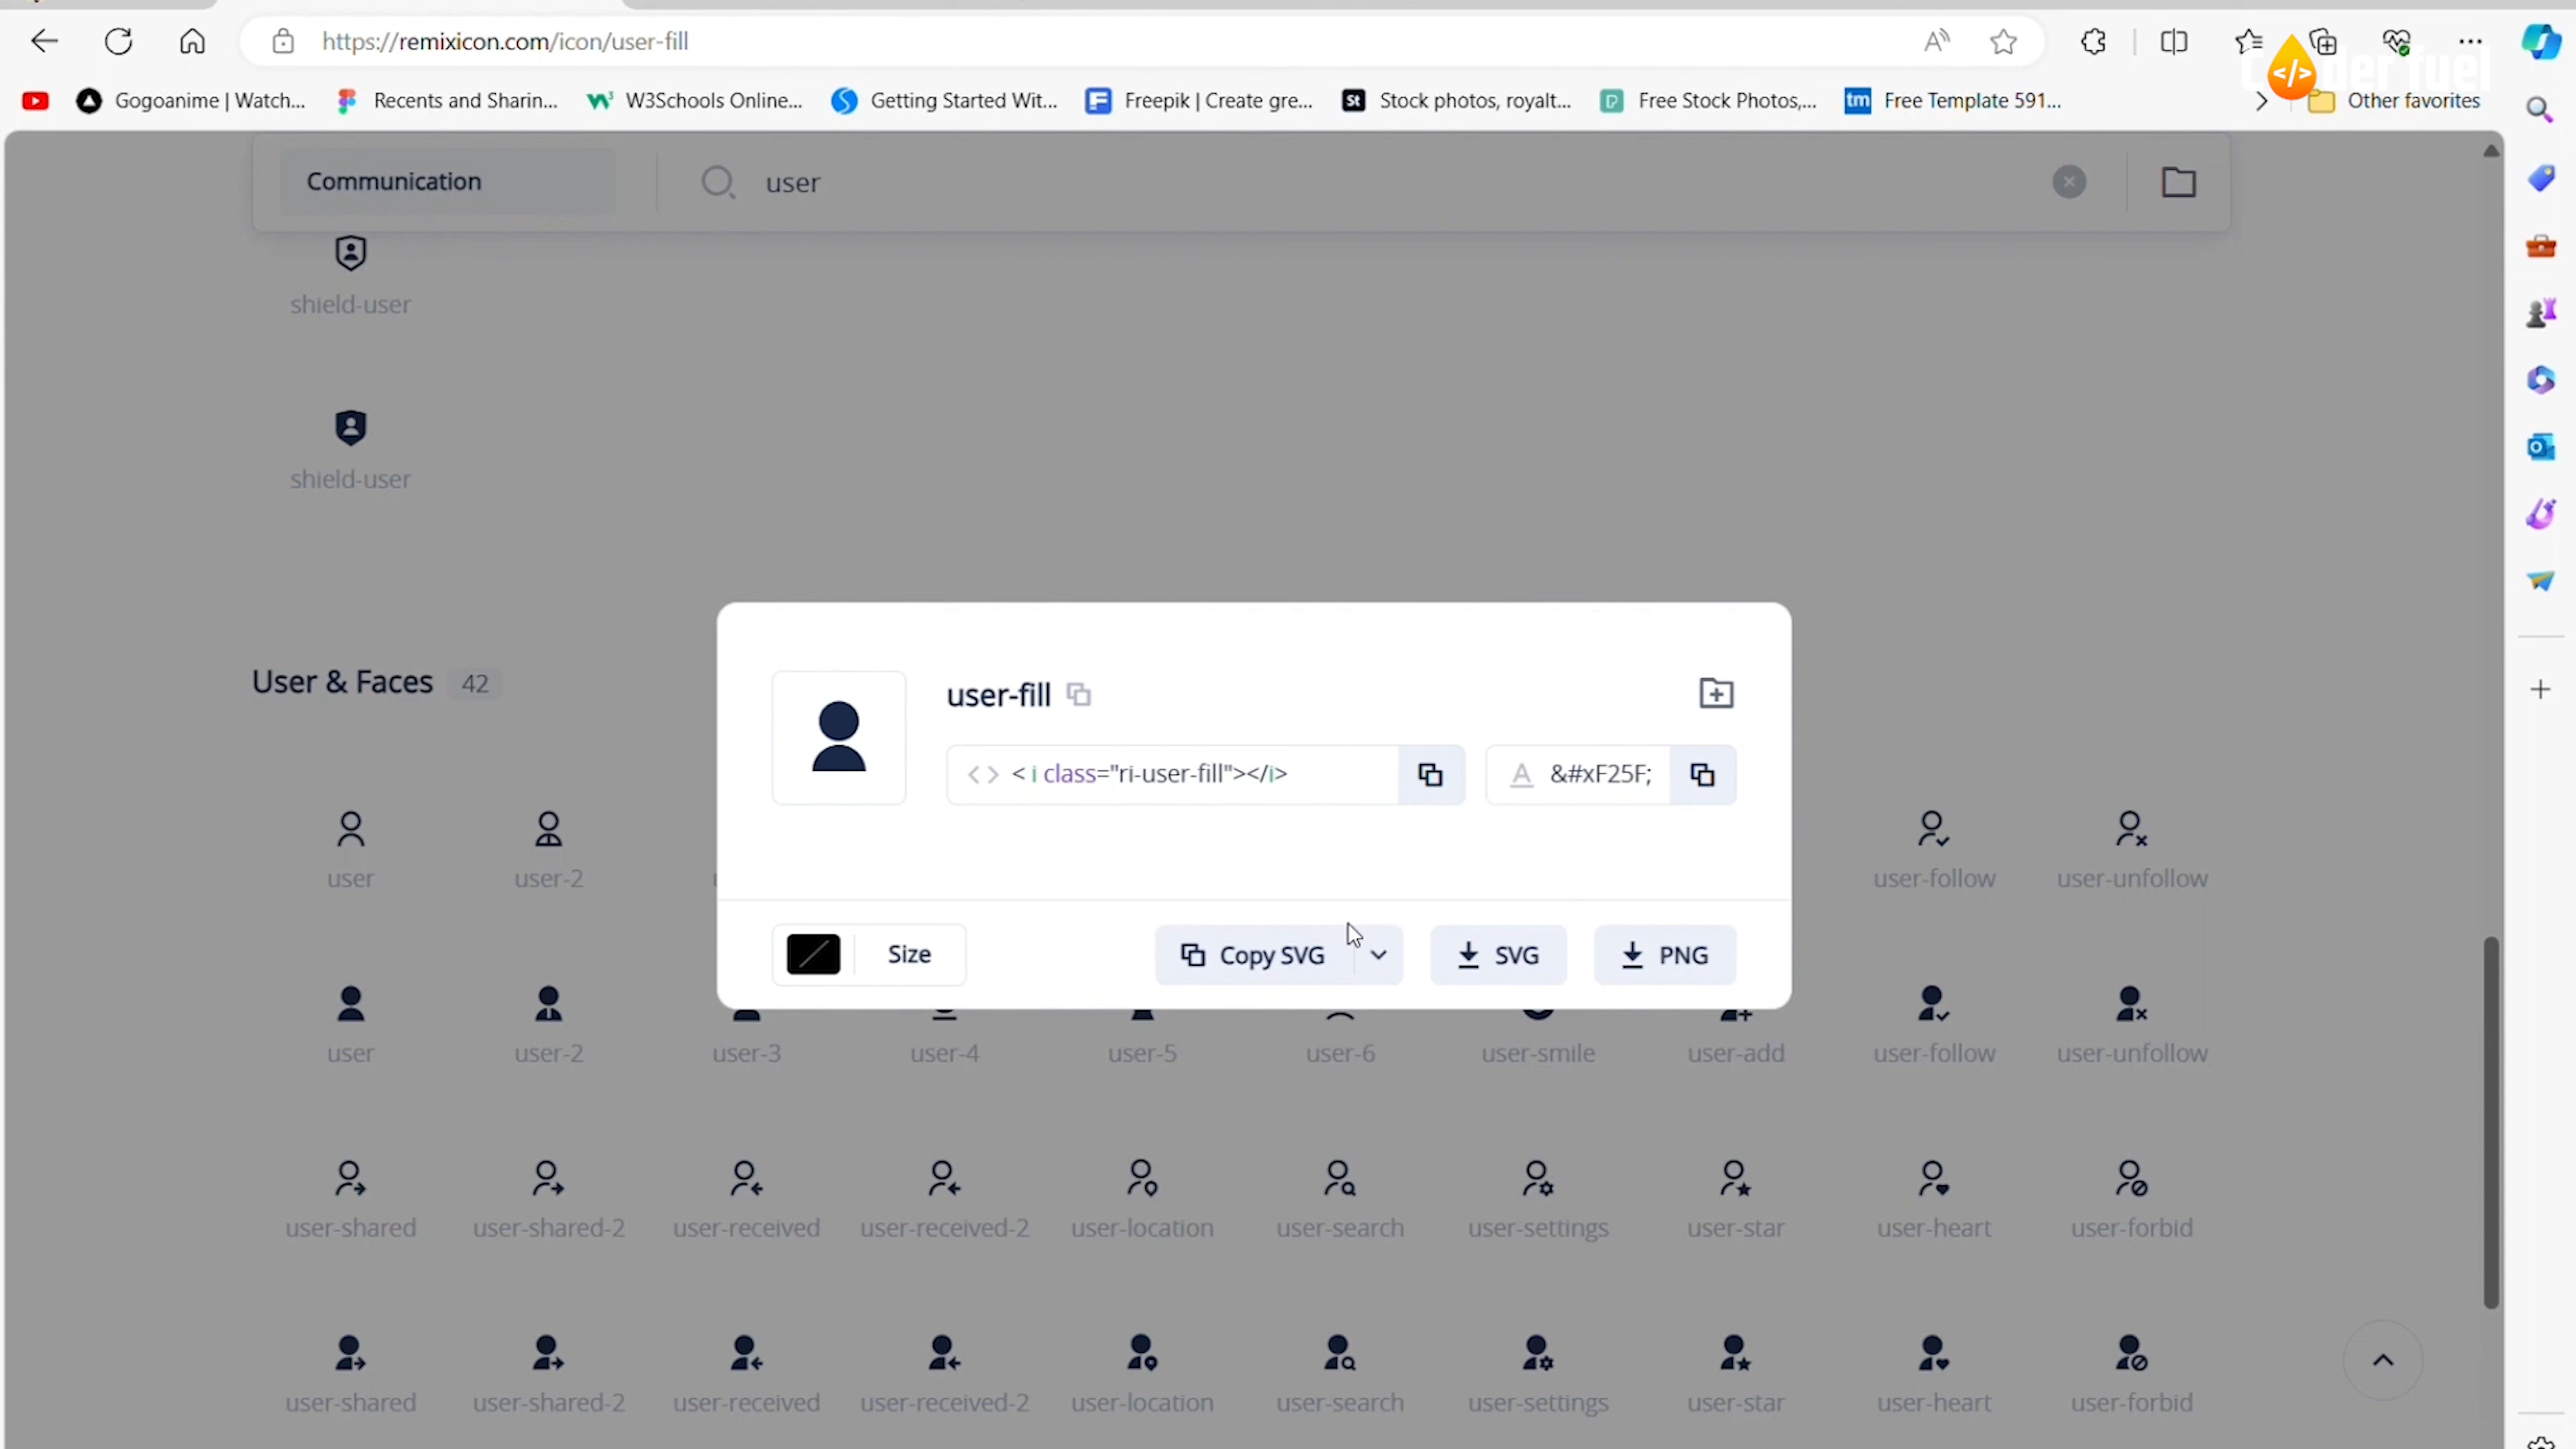 https://remixicon.com/icon/user-fill
Gogoanime | Watch...
Recents and Sharin...
W3Schools Online...
Getting Started Wit...
Freepik | Create gre...
St
Stock photos, royalt...
Free Stock Photos,...
tm
Free Template 591...
Other favorites
Communication
user
shield-user
shield-user
User & Faces 42
user-fill
< i class="ri-user-fill"></i>
&#xF25F;
Size
Copy SVG
SVG
PNG
user
user-2
user-follow
user-unfollow
user
user-2
user-3
user-4
user-5
user-6
user-smile
user-add
user-follow
user-unfollow
user-shared
user-shared-2
user-received
user-received-2
user-location
user-search
user-settings
user-star
user-heart
user-forbid
user-shared
user-shared-2
user-received
user-received-2
user-location
user-search
user-settings
user-star
user-heart
user-forbid